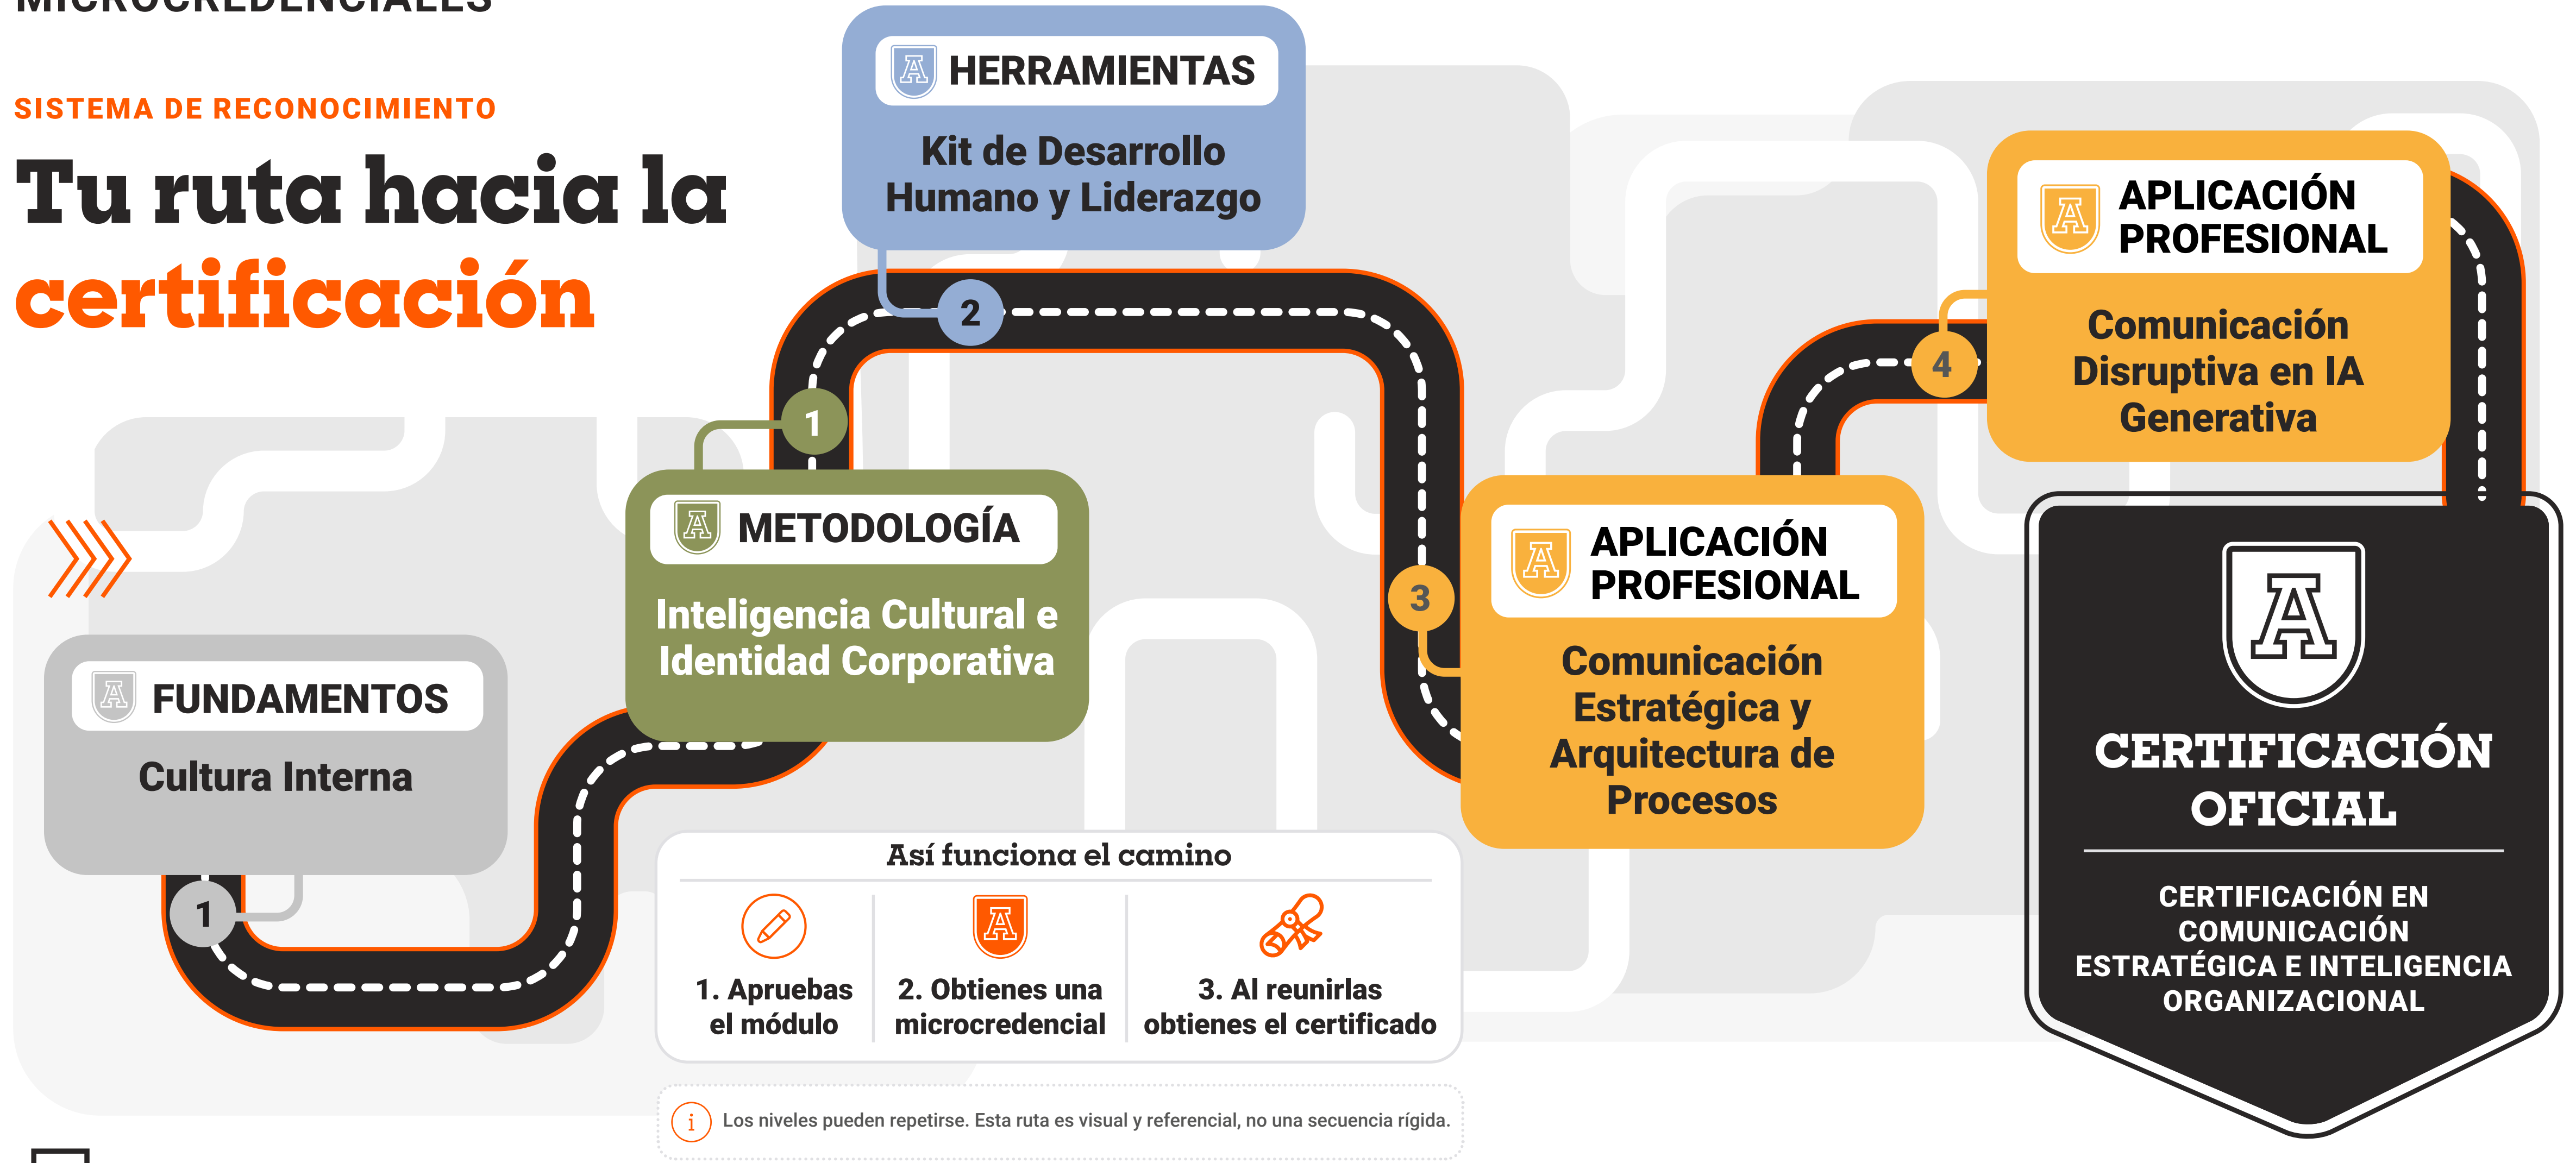 MICROCREDENCIALES
SISTEMA DE RECONOCIMIENTO
Tu ruta hacia la
certificación
A FUNDAMENTOS
Cultura Interna
1
A METODOLOGÍA
Inteligencia Cultural e
Identidad Corporativa
1
A HERRAMIENTAS
Kit de Desarrollo
Humano y Liderazgo
2
A APLICACIÓN
PROFESIONAL
Comunicación
Estratégica y
Arquitectura de
Procesos
3
A APLICACIÓN
PROFESIONAL
Comunicación
Disruptiva en IA
Generativa
4
A
CERTIFICACIÓN
OFICIAL
CERTIFICACIÓN EN
COMUNICACIÓN
ESTRATÉGICA E INTELIGENCIA
ORGANIZACIONAL
Así funciona el camino
1. Apruebas
el módulo
A
2. Obtienes una
microcredencial
3. Al reunirlas
obtienes el certificado
i Los niveles pueden repetirse. Esta ruta es visual y referencial, no una secuencia rígida.